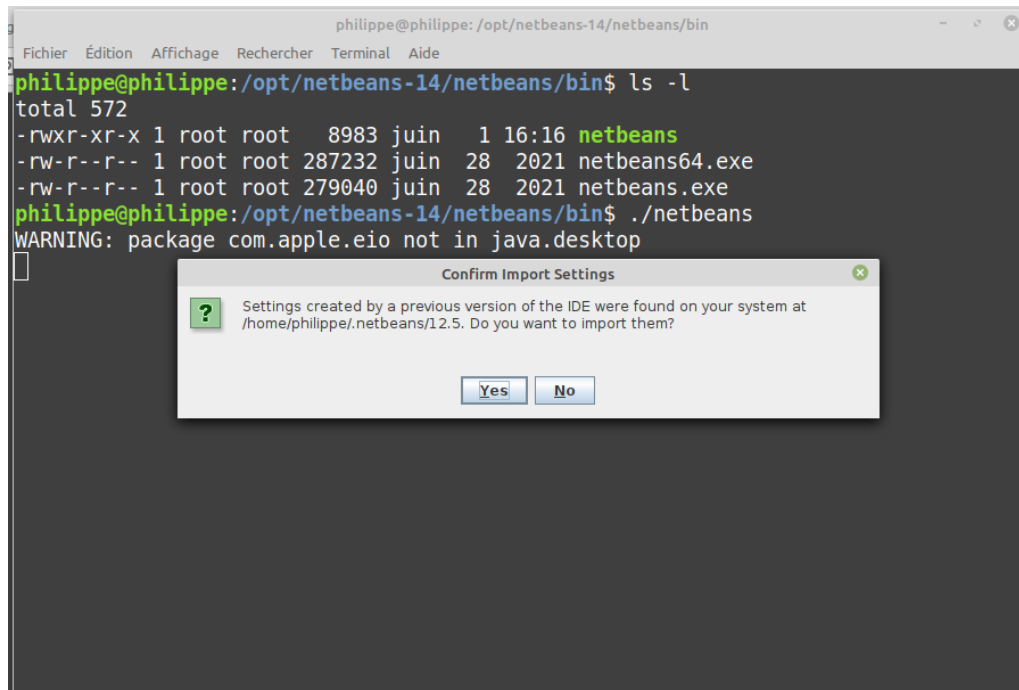 philippe@philippe: /opt/netbeans-14/netbeans/bin
Fichier Édition Affichage Rechercher Terminal Aide
philippe@philippe:/opt/netbeans-14/netbeans/bin$ ls -l
total 572
-rwxr-xr-x 1 root root   8983 juin   1 16:16 netbeans
-rw-r--r-- 1 root root 287232 juin  28  2021 netbeans64.exe
-rw-r--r-- 1 root root 279040 juin  28  2021 netbeans.exe
philippe@philippe:/opt/netbeans-14/netbeans/bin$ ./netbeans
WARNING: package com.apple.eio not in java.desktop
Confirm Import Settings
Settings created by a previous version of the IDE were found on your system at
/home/philippe/.netbeans/12.5. Do you want to import them?
Yes No